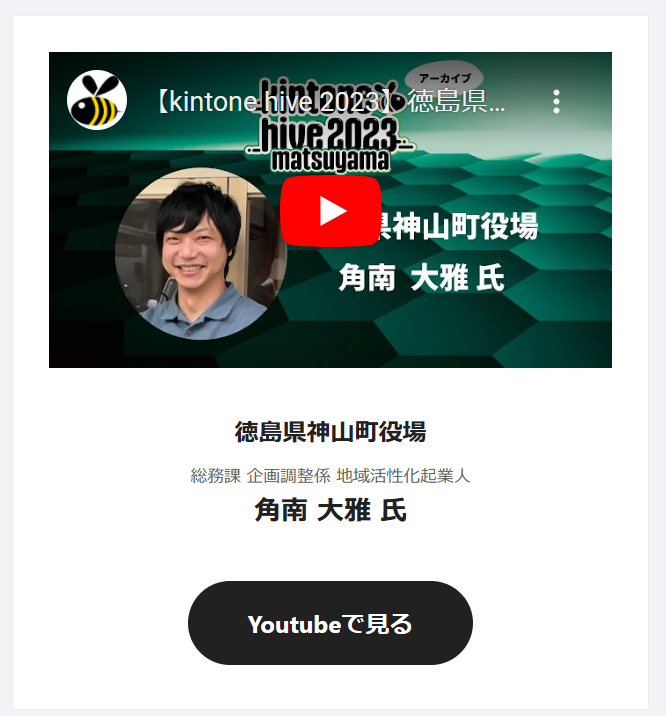 【kintone hive 2023】徳島県…
アーカイブ
kintone
hive 2023
matsuyama
県神山町役場
角南 大雅 氏
徳島県神山町役場
総務課 企画調整係 地域活性化起業人
角南 大雅 氏
Youtubeで見る